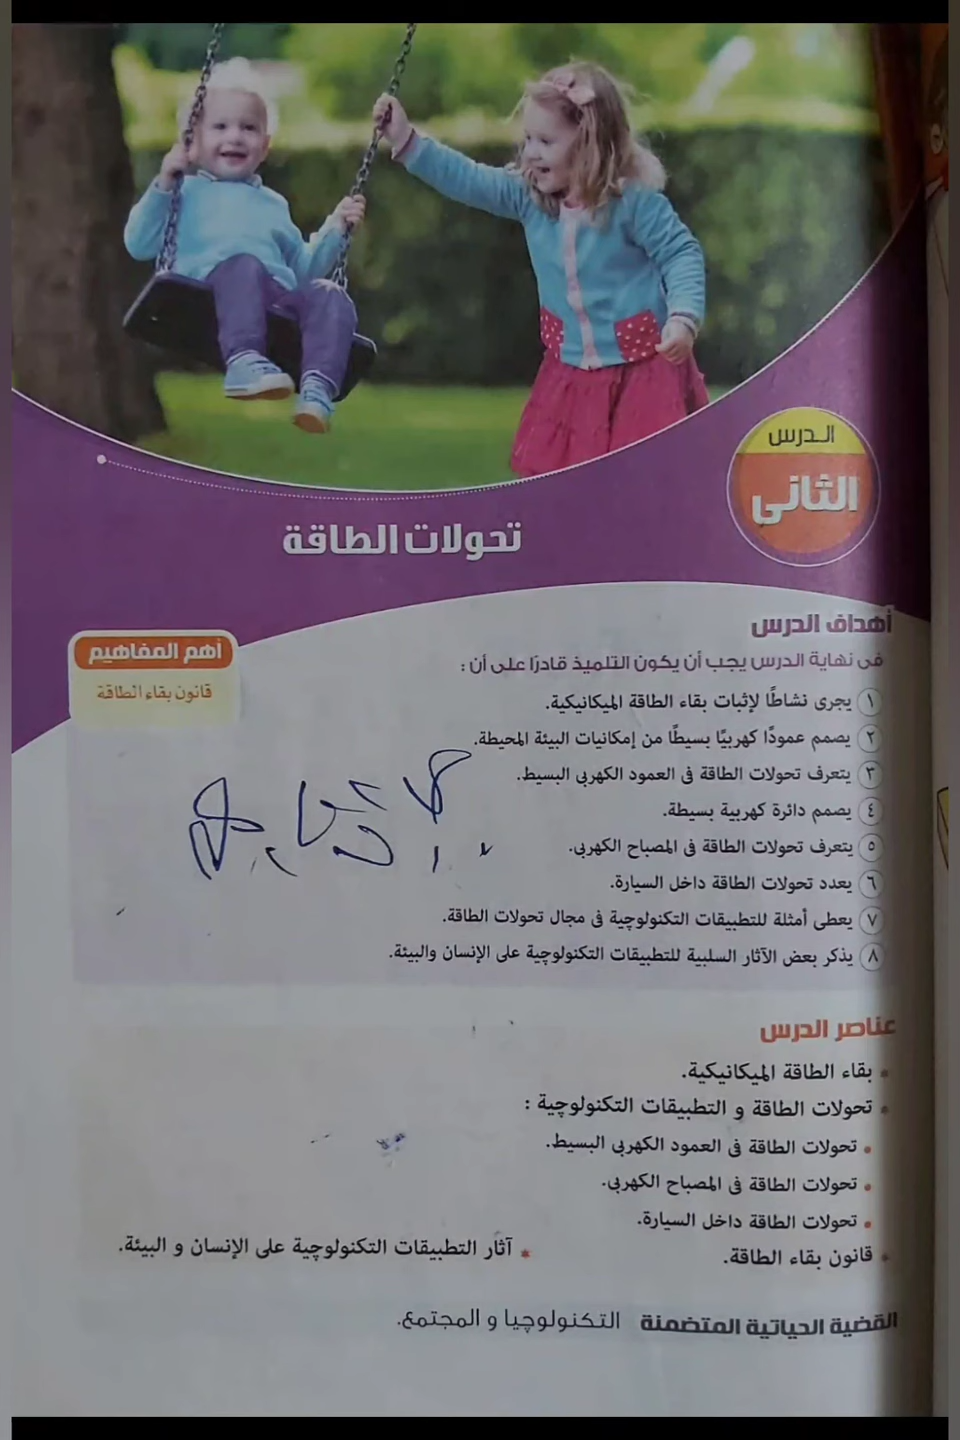 الدرس
الثانى
تحولات الطاقة
أهداف الدرس
فى نهاية الدرس يجب أن يكون التلميذ قادرًا على أن :
أهم المفاهيم
قانون بقاء الطاقة
١ يجرى نشاطًا لإثبات بقاء الطاقة الميكانيكية.
٢ يصمم عمودًا كهربيًا بسيطًا من إمكانيات البيئة المحيطة.
٣ يتعرف تحولات الطاقة فى العمود الكهربى البسيط.
٤ يصمم دائرة كهربية بسيطة.
٥ يتعرف تحولات الطاقة فى المصباح الكهربى.
٦ يعدد تحولات الطاقة داخل السيارة.
٧ يعطى أمثلة للتطبيقات التكنولوچية فى مجال تحولات الطاقة.
٨ يذكر بعض الآثار السلبية للتطبيقات التكنولوچية على الإنسان والبيئة.
عناصر الدرس
• بقاء الطاقة الميكانيكية.
• تحولات الطاقة و التطبيقات التكنولوچية :
• تحولات الطاقة فى العمود الكهربى البسيط.
• تحولات الطاقة فى المصباح الكهربى.
• تحولات الطاقة داخل السيارة.
• قانون بقاء الطاقة.
* آثار التطبيقات التكنولوچية على الإنسان و البيئة.
القضية الحياتية المتضمنة التكنولوچيا و المجتمع.